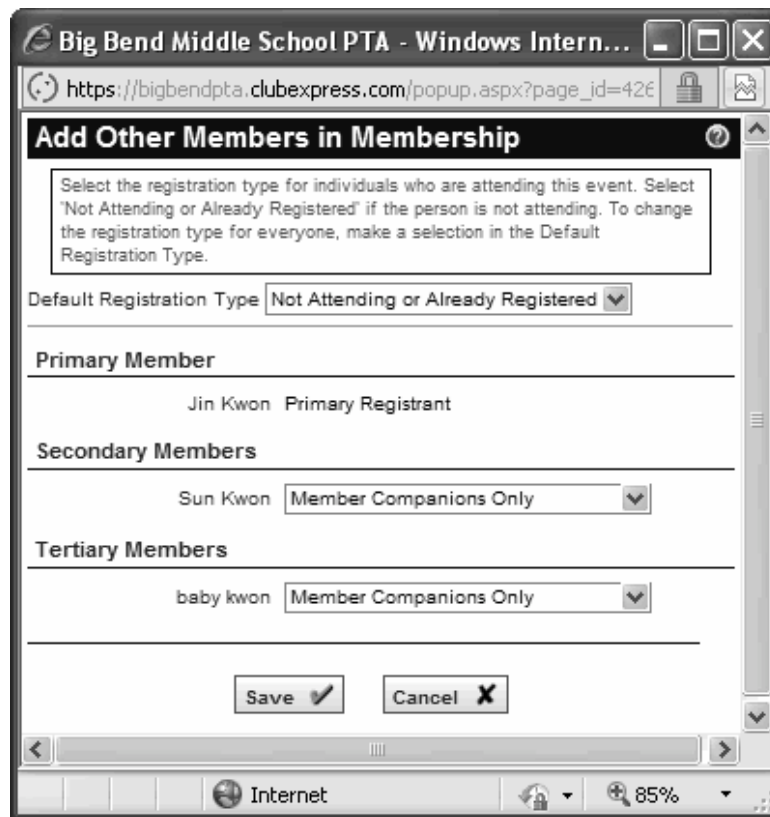 Big Bend Middle School PTA - Windows Intern...
https://bigbendpta.clubexpress.com/popup.aspx?page_id=426
Add Other Members in Membership
Select the registration type for individuals who are attending this event. Select
'Not Attending or Already Registered' if the person is not attending. To change
the registration type for everyone, make a selection in the Default
Registration Type.
Default Registration Type Not Attending or Already Registered
Primary Member
Jin Kwon Primary Registrant
Secondary Members
Sun Kwon Member Companions Only
Tertiary Members
baby kwon Member Companions Only
Save Cancel
Internet 85%